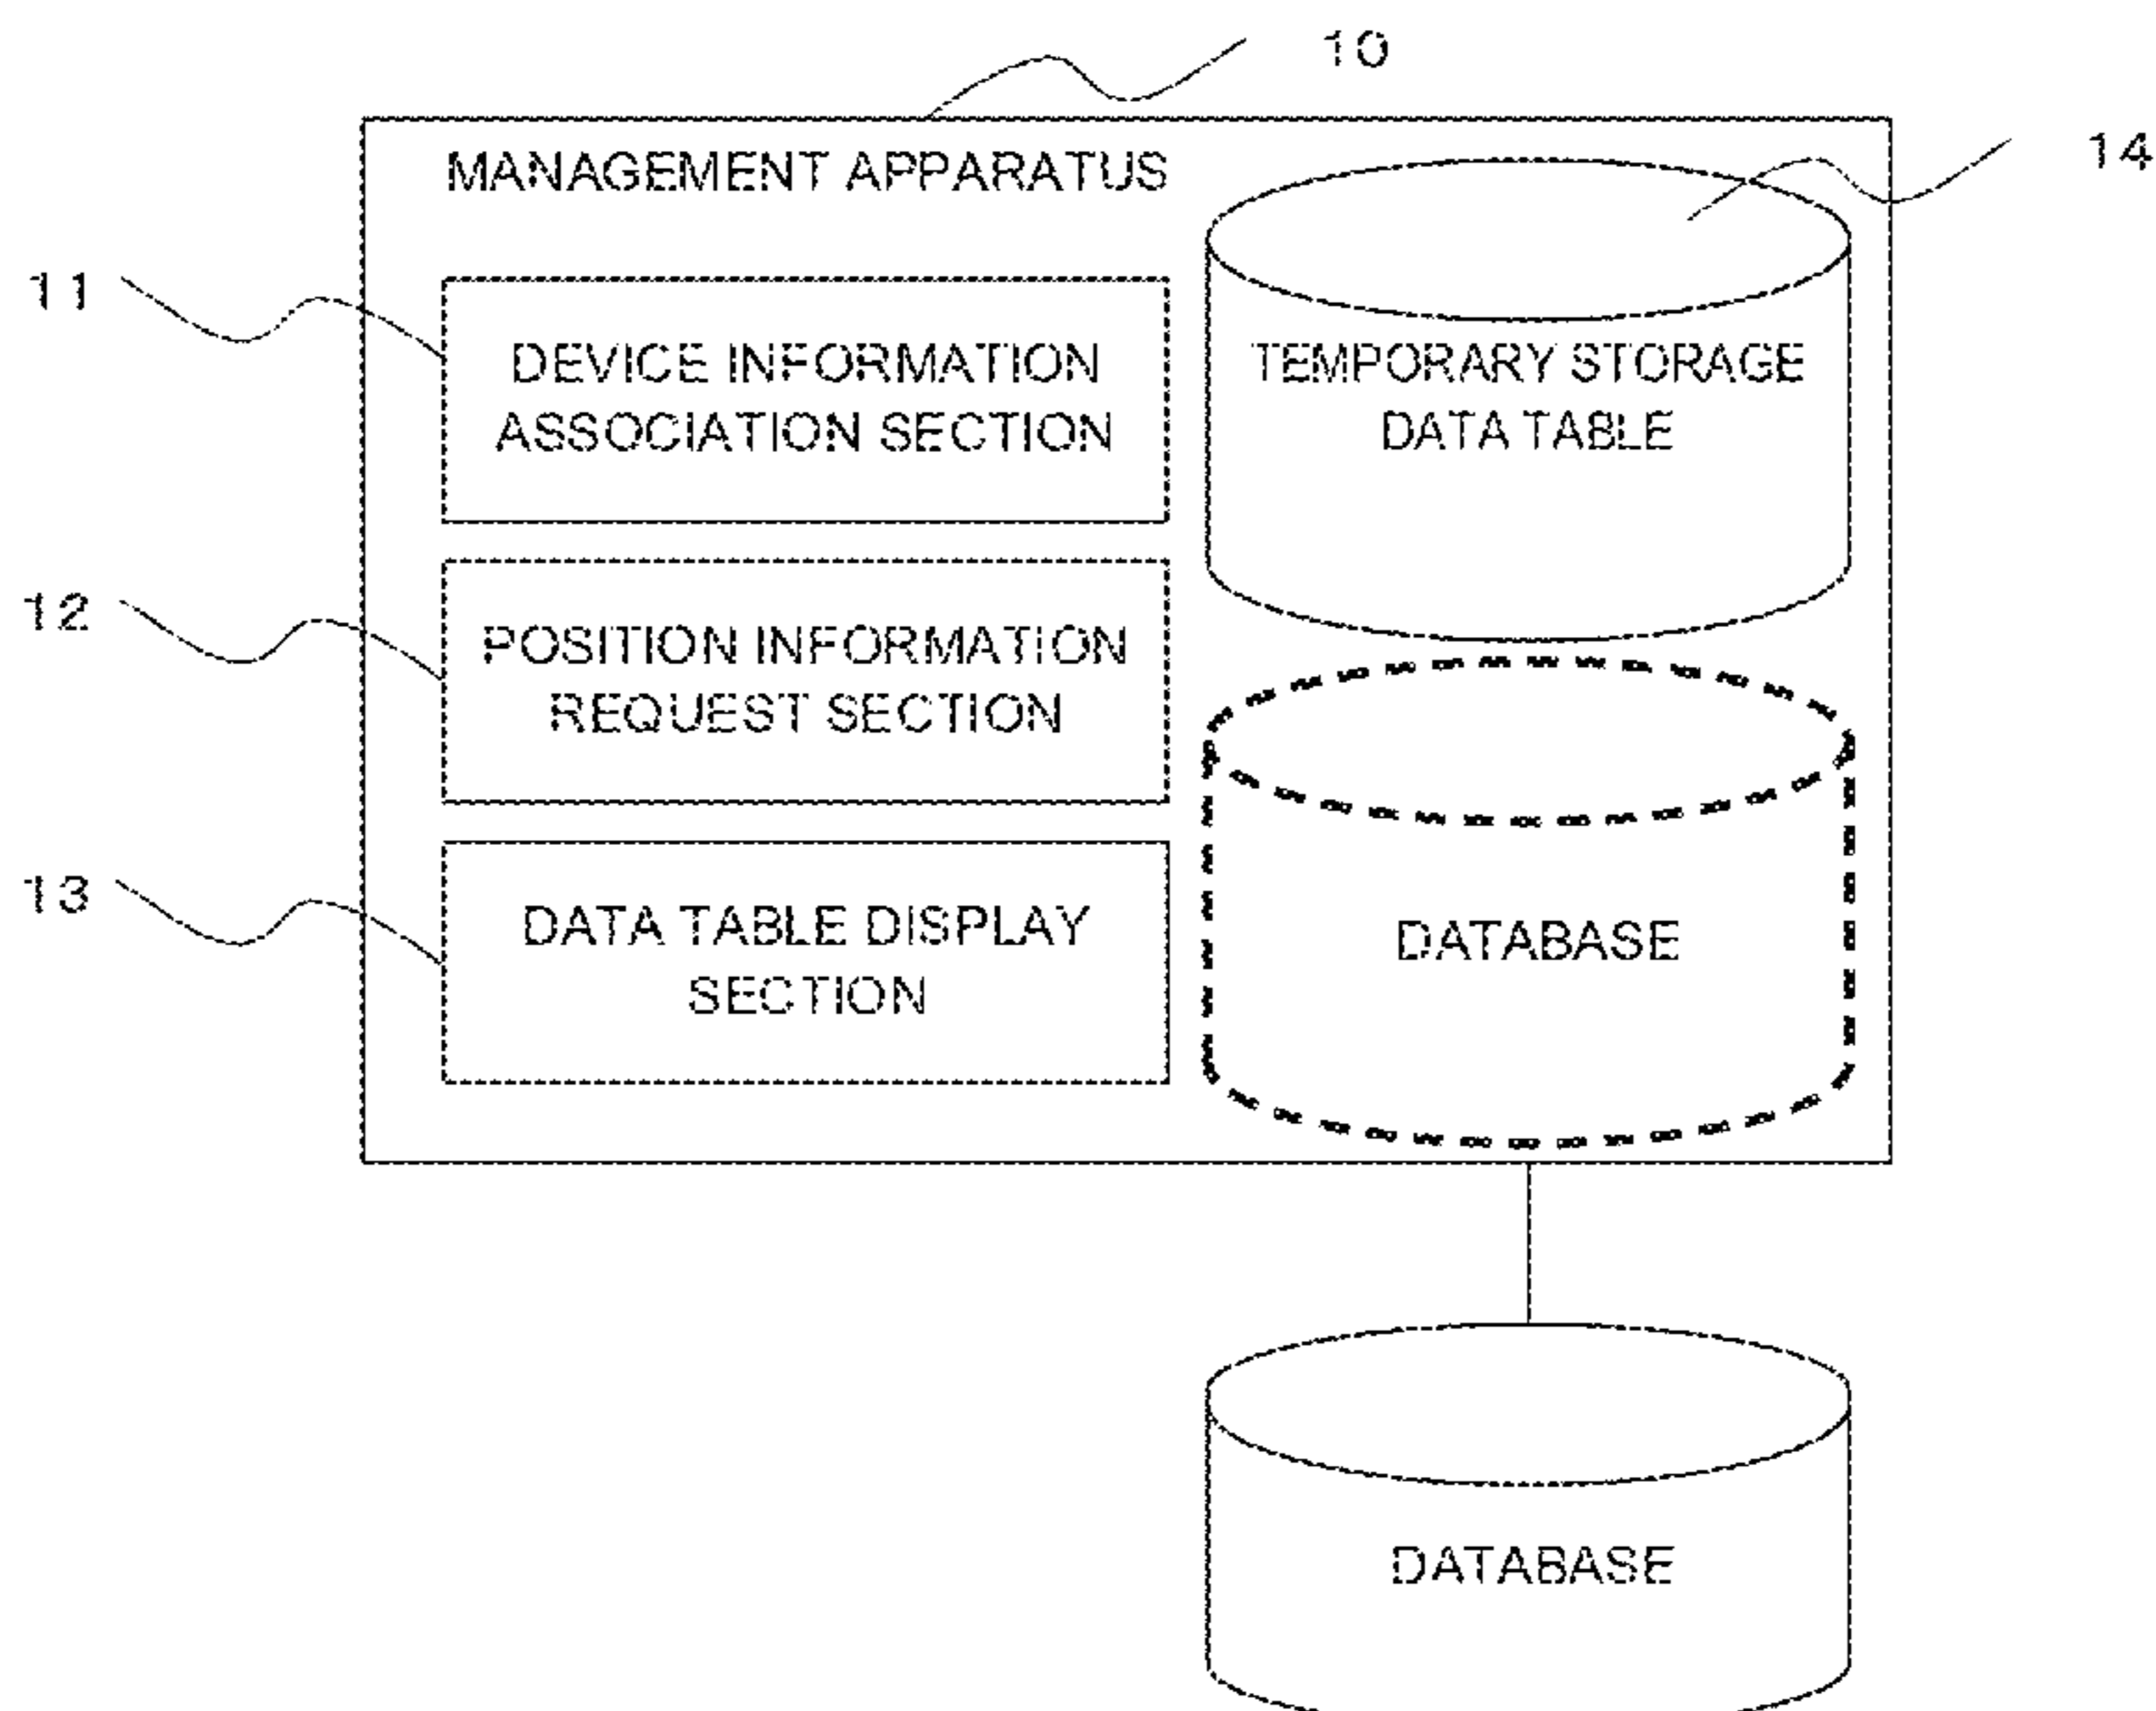 10
MANAGEMENT APPARATUS
14
11
DEVICE INFORMATION
ASSOCIATION SECTION
TEMPORARY STORAGE
DATA TABLE
12
POSITION INFORMATION
REQUEST SECTION
13
DATA TABLE DISPLAY
SECTION
DATABASE
DATABASE